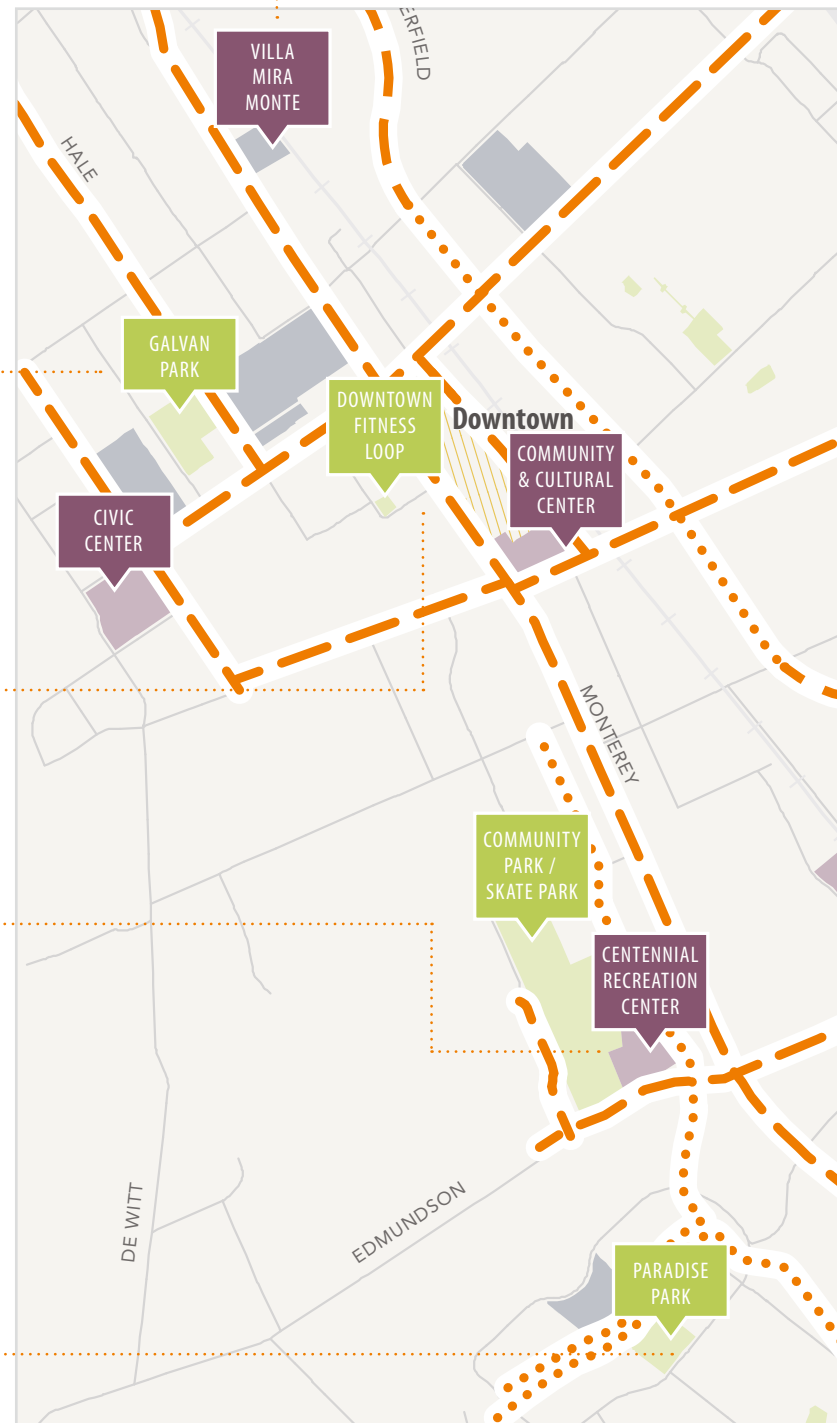 ERFIELD
VILLA
MIRA
MONTE
HALE
GALVAN
PARK
DOWNTOWN
FITNESS
LOOP
Downtown
COMMUNITY
& CULTURAL
CENTER
CIVIC
CENTER
MONTEREY
COMMUNITY
PARK /
SKATE PARK
CENTENNIAL
RECREATION
CENTER
DE WITT
EDMUNDSON
PARADISE
PARK